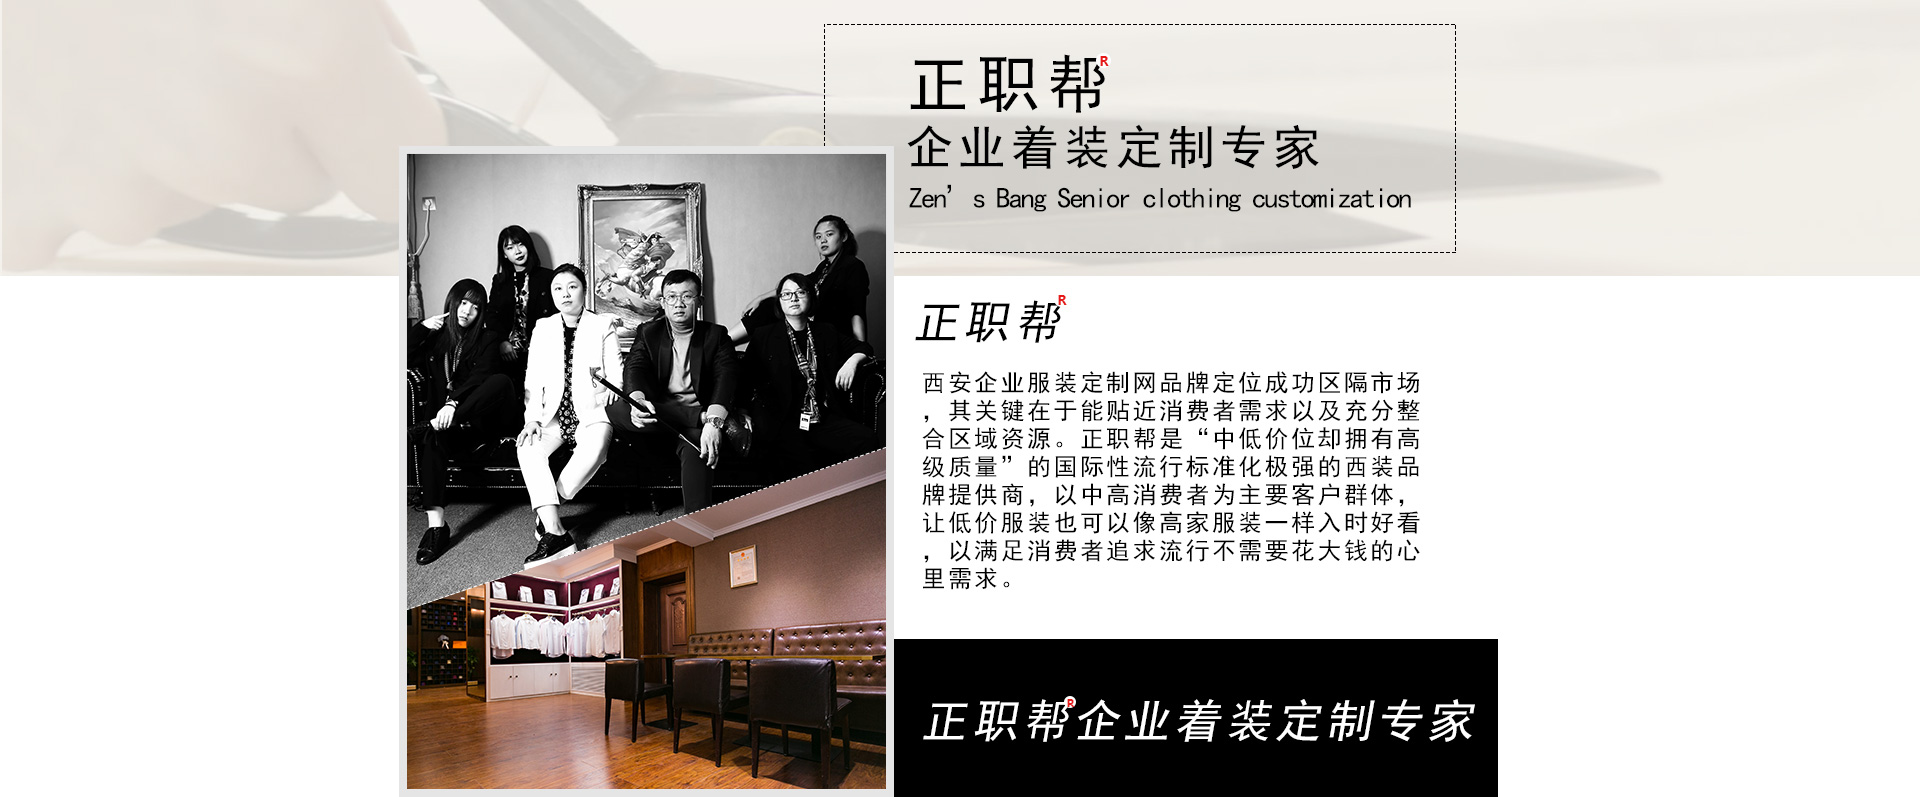 正职帮R
企业着装定制专家
Zen’s Bang Senior clothing customization
正职帮R
西安企业服装定制网品牌定位成功区隔市场
，其关键在于能贴近消费者需求以及充分整
合区域资源。正职帮是“中低价位却拥有高
级质量”的国际性流行标准化极强的西装品
牌提供商，以中高消费者为主要客户群体，
让低价服装也可以像高家服装一样入时好看
，以满足消费者追求流行不需要花大钱的心
里需求。
正职帮R企业着装定制专家